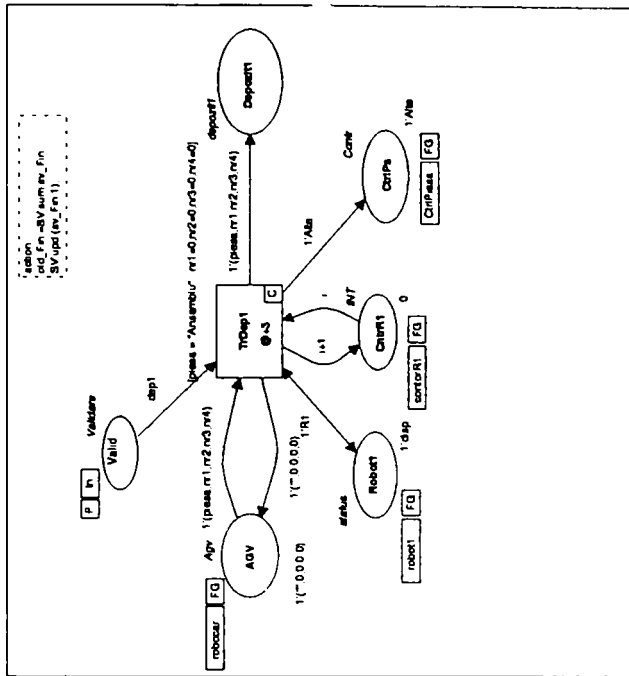 action
old_Fin =SV sum sv_Fin
SV upd (sv_Fin 1)
P
In
Validare
Valid
dep1
[piesa = "Ansamblu" nr1=0,nr2=0,nr3=0,nr4=0]
depozit1
Depozit1
1`(piesa,nr1,nr2,nr3,nr4)
TrDep1
@+3
C
robocar
FG
Agv
AGV
1`(piesa,nr1,nr2,nr3,nr4)
1`("",0,0,0,0)
1`("",0,0,0,0)
1`R1
status
Robot1
1`disp
robot1
FG
i
i+1
INT
CntrR1
0
contorR1
FG
1`Alta
Contr
CtrlPs
1`Alta
CtrlPiesa
FG